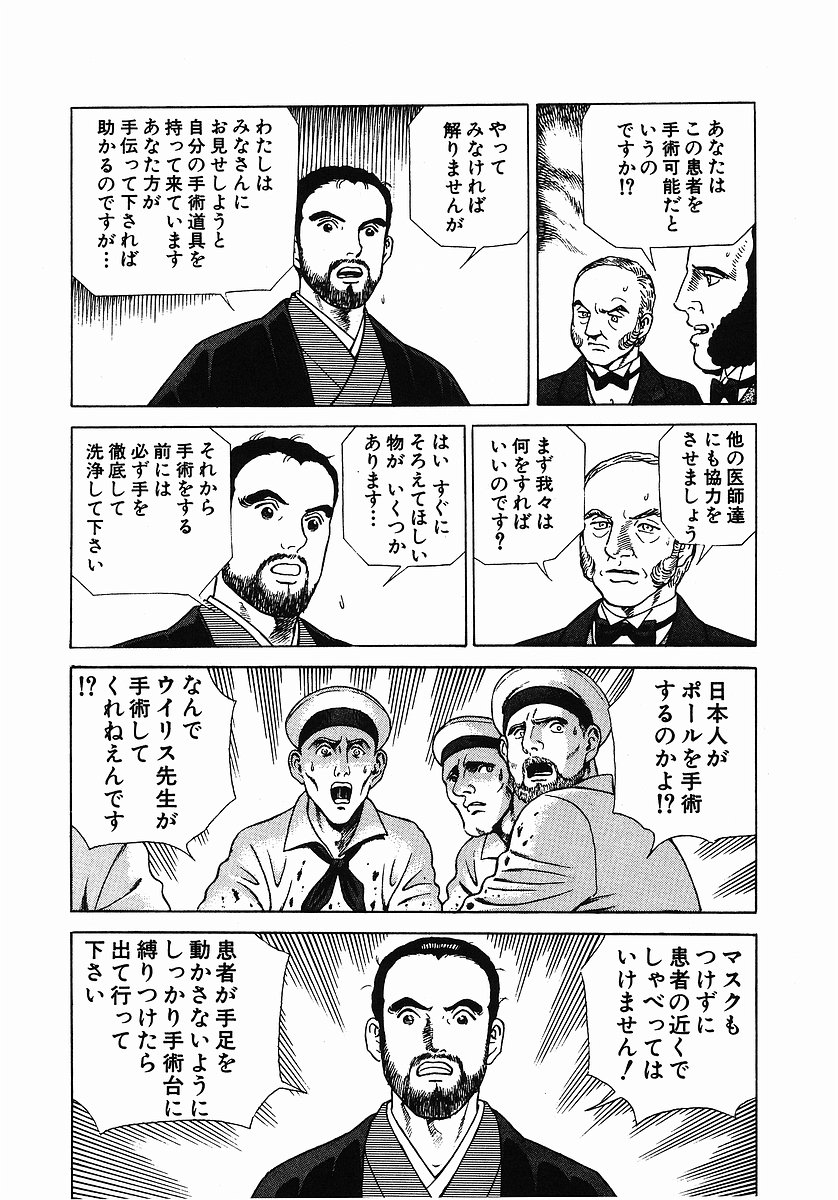 あなたは
この患者を
手術可能だと
いうの
ですか!?
やって
みなければ
解りませんが
わたしは
みなさんに
お見せしようと
自分の手術道具を
持って来ています
あなた方が
手伝って下されば
助かるのですが…
他の医師達
にも協力を
させましょう
まず我々は
何をすれば
いいのです?
はい すぐに
そろえてほしい
物が いくつか
あります…
それから
手術をする
前には
必ず手を
徹底して
洗浄して下さい
日本人が
ポールを手術
するのかよ!?
なんで
ウイリス先生が
手術して
くれねえんです
!?
マスクも
つけずに
患者の近くで
しゃべっては
いけません!
患者が手足を
動かさないように
しっかり手術台に
縛りつけたら
出て行って
下さい